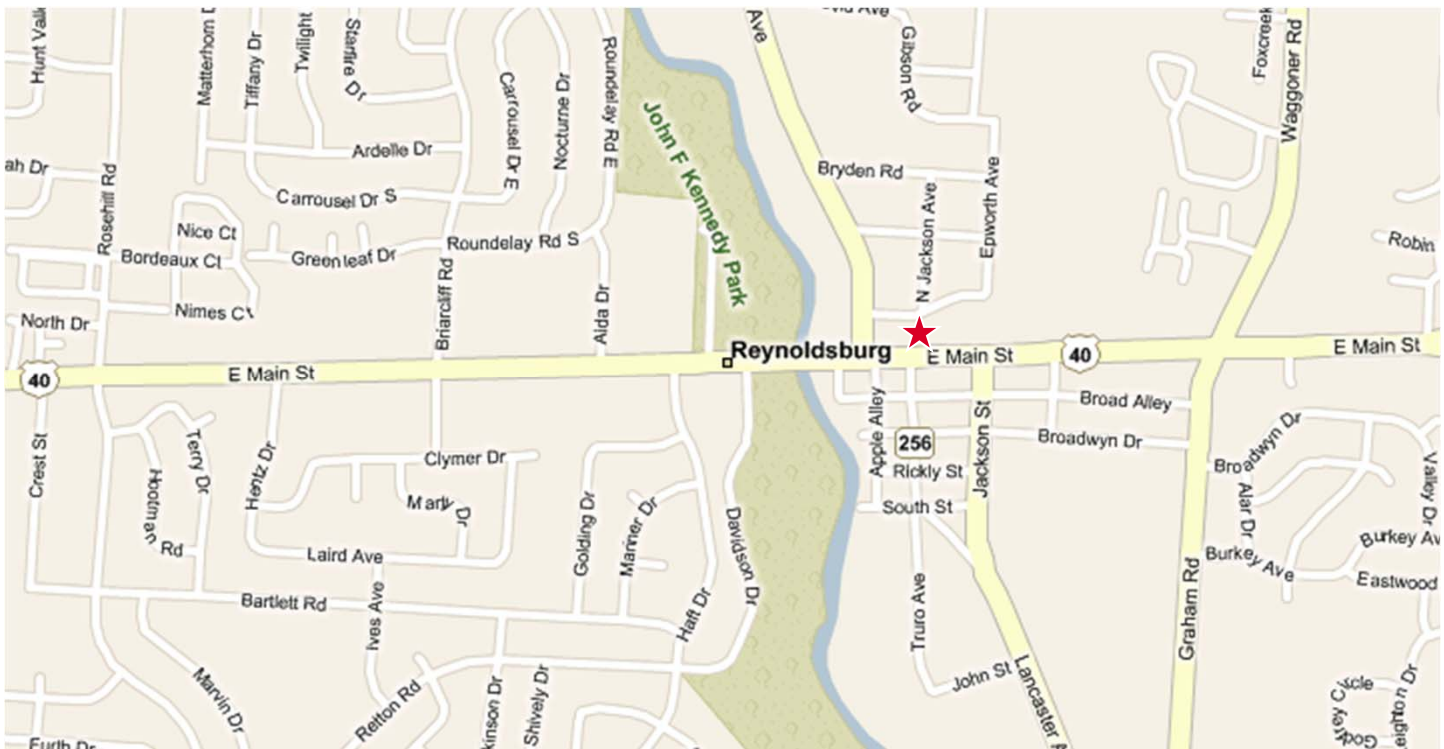 Hunt Valle
Matterhorn D
Tiffany Dr
Twilight
Starfire Dr
Carrousel Dr E
Nocturne Dr
Roundelay Rd E
Ave
Gibson Rd
Foxcreek
Waggoner Rd
John F Kennedy Park
Ardelle Dr
ah Dr
Rosehill Rd
Carrousel Dr S
Bryden Rd
N Jackson Ave
Epworth Ave
Nice Ct
Bordeaux Ct
Greenleaf Dr
Roundelay Rd S
Robin
Nimes Ct
North Dr
Briarcliff Rd
Aida Dr
Reynoldsburg
E Main St
40
E Main St
40
E Main St
Crest St
Terry Dr
Hooman Rd
Hentz Dr
Clymer Dr
Marly Dr
Laird Ave
Golding Dr
Mariner Dr
Davidson Dr
Haft Dr
Apple Alley
256
Rickly St
South St
Jackson St
Broad Alley
Broadwyn Dr
Broadwyn Dr
Alar Dr
Valley Dr
Burkey Ave
Burkey Av
Eastwood
Graham Rd
Bartlett Rd
Ives Ave
Truro Ave
John St
Lancaster
Marvin Dr
Retton Rd
kinson Dr
Shively Dr
Circle